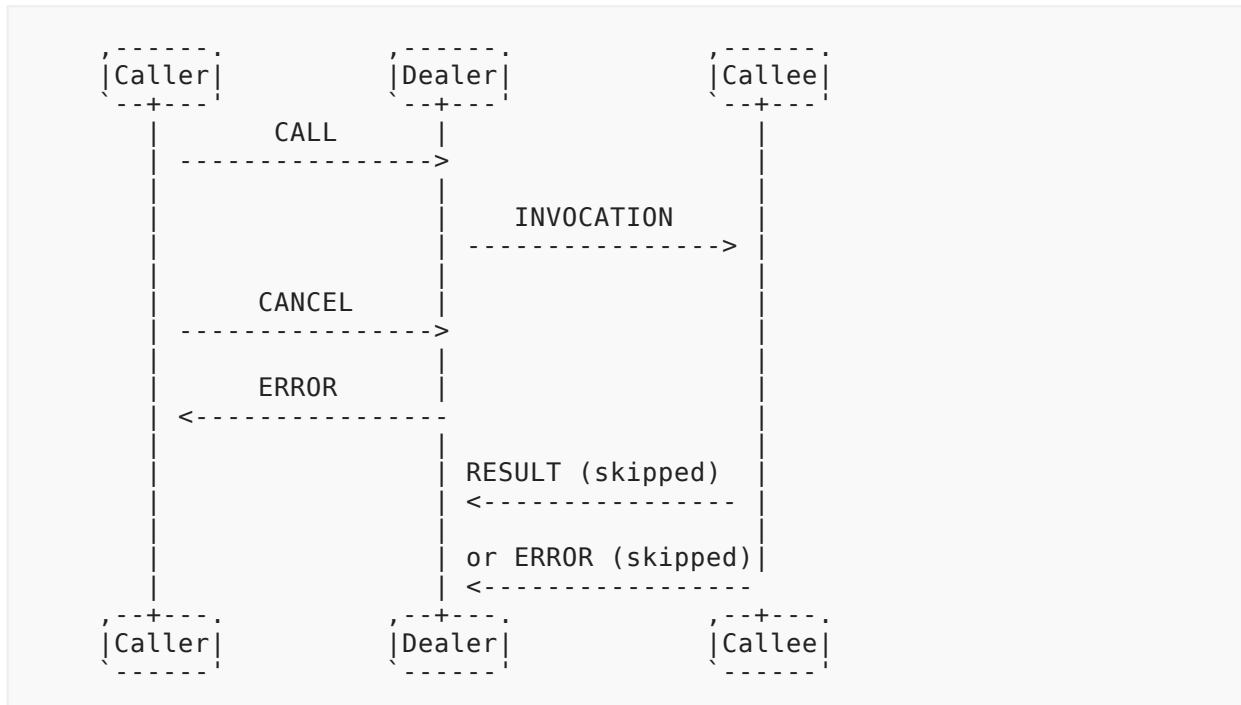 Caller Dealer Callee
CALL
INVOCATION
CANCEL
ERROR
RESULT (skipped)
or ERROR (skipped)
Caller Dealer Callee